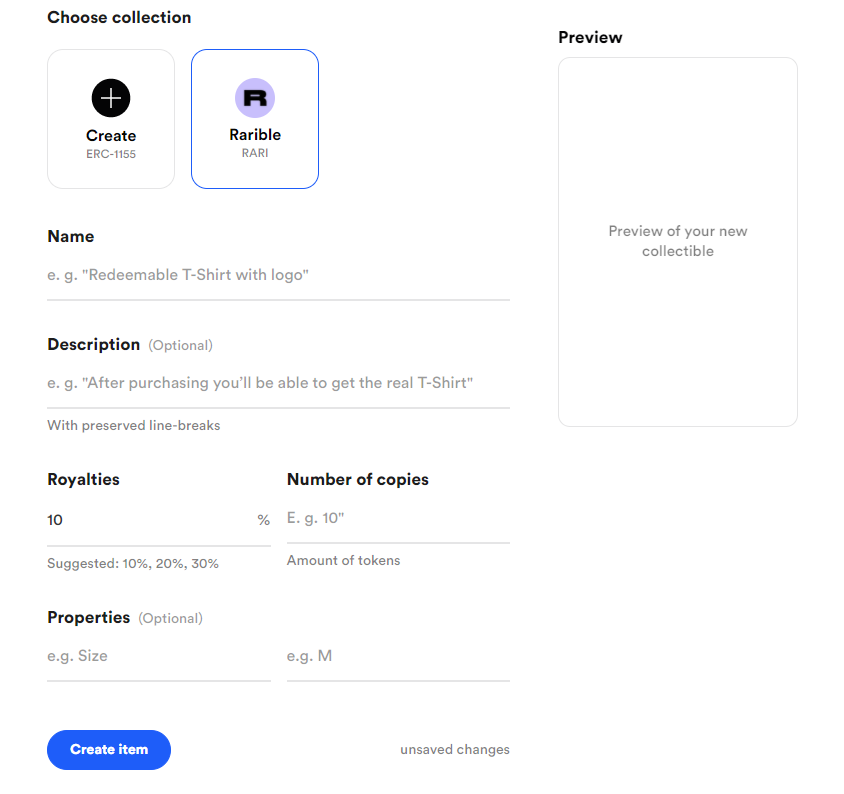 Choose collection
Create
ERC-1155
R
Rarible
RARI
Name
e. g. "Redeemable T-Shirt with logo"
Description (Optional)
e. g. "After purchasing you’ll be able to get the real T-Shirt"
With preserved line-breaks
Royalties
10 %
Suggested: 10%, 20%, 30%
Number of copies
E. g. 10"
Amount of tokens
Properties (Optional)
e.g. Size
e.g. M
Create item
unsaved changes
Preview
Preview of your new
collectible